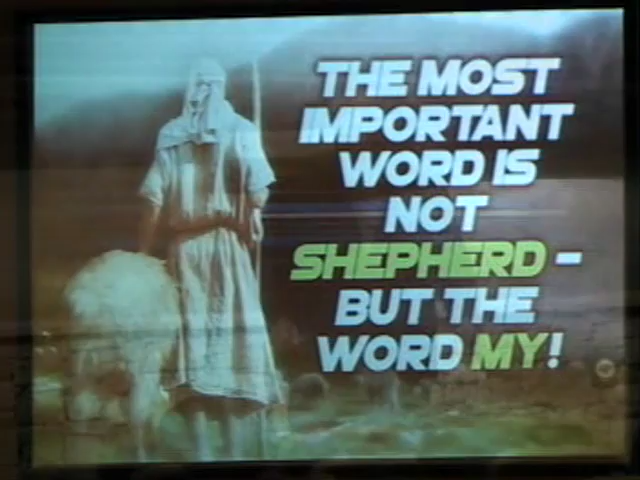 THE MOST
IMPORTANT
WORD IS
NOT
SHEPHERD -
BUT THE
WORD MY!